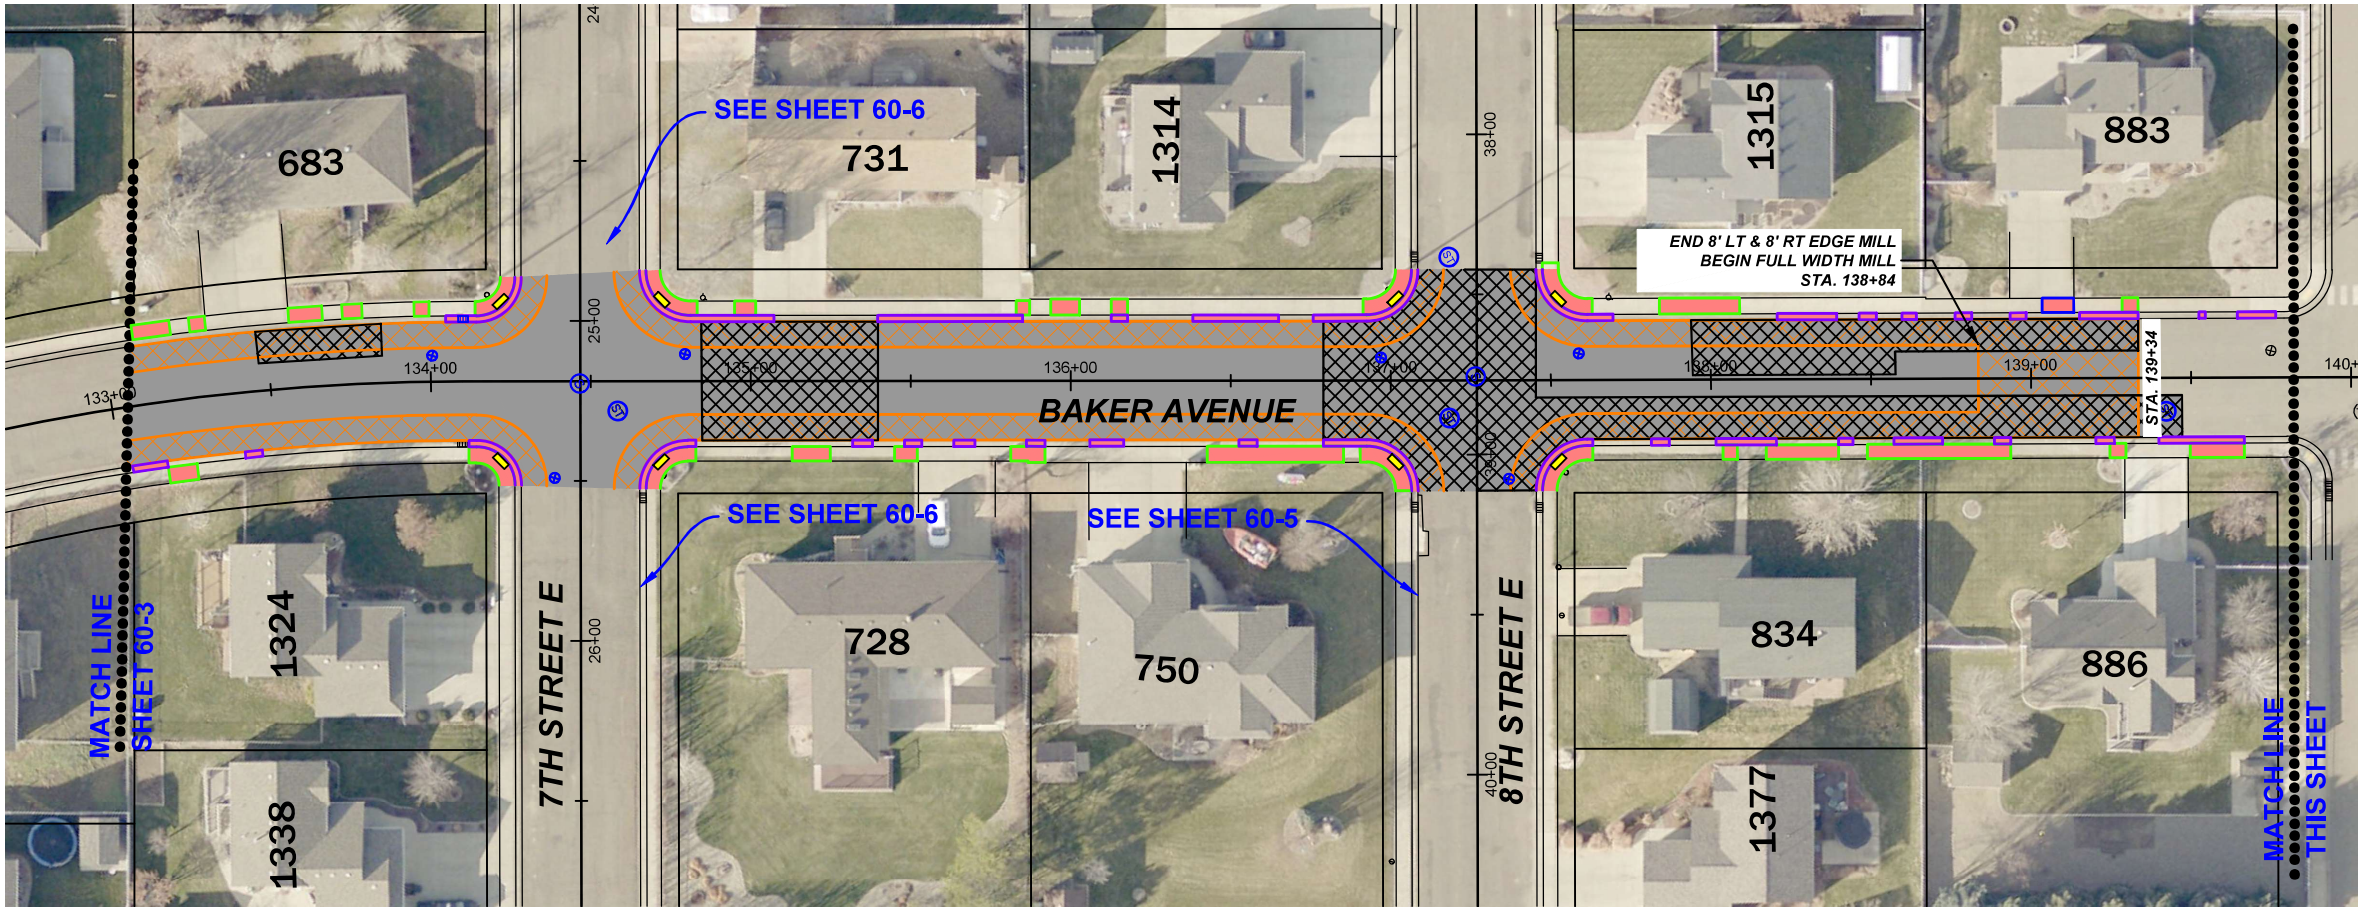 24
SEE SHEET 60-6
683
731
1314
38+00
1315
883
END 8' LT & 8' RT EDGE MILL
BEGIN FULL WIDTH MILL
STA. 138+84
25+00
ST
133+00
134+00
135+00
136+00
137+00
138+00
139+00
140+00
STA. 139+34
BAKER AVENUE
ST
ST
39+00
SEE SHEET 60-6
SEE SHEET 60-5
MATCH LINE
SHEET 60-3
1324
7TH STREET E
26+00
728
750
8TH STREET E
40+00
834
886
MATCH LINE
THIS SHEET
1338
1377